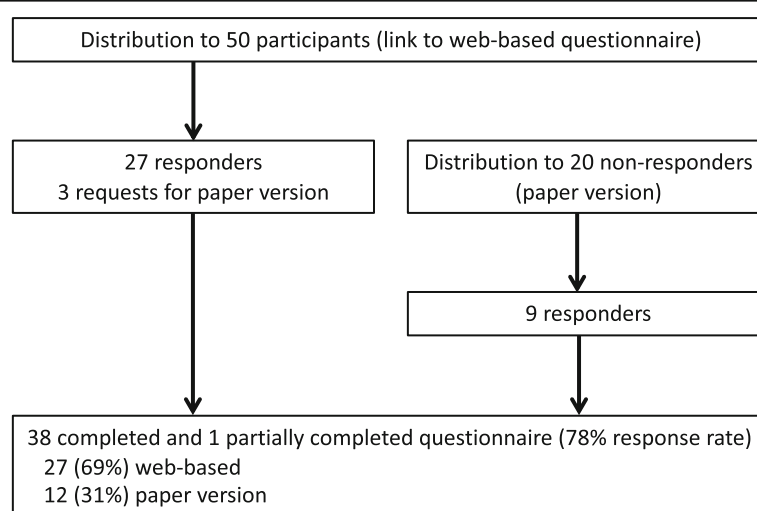 Distribution to 50 participants (link to web-based questionnaire)
27 responders
3 requests for paper version
Distribution to 20 non-responders
(paper version)
9 responders
38 completed and 1 partially completed questionnaire (78% response rate)
27 (69%) web-based
12 (31%) paper version